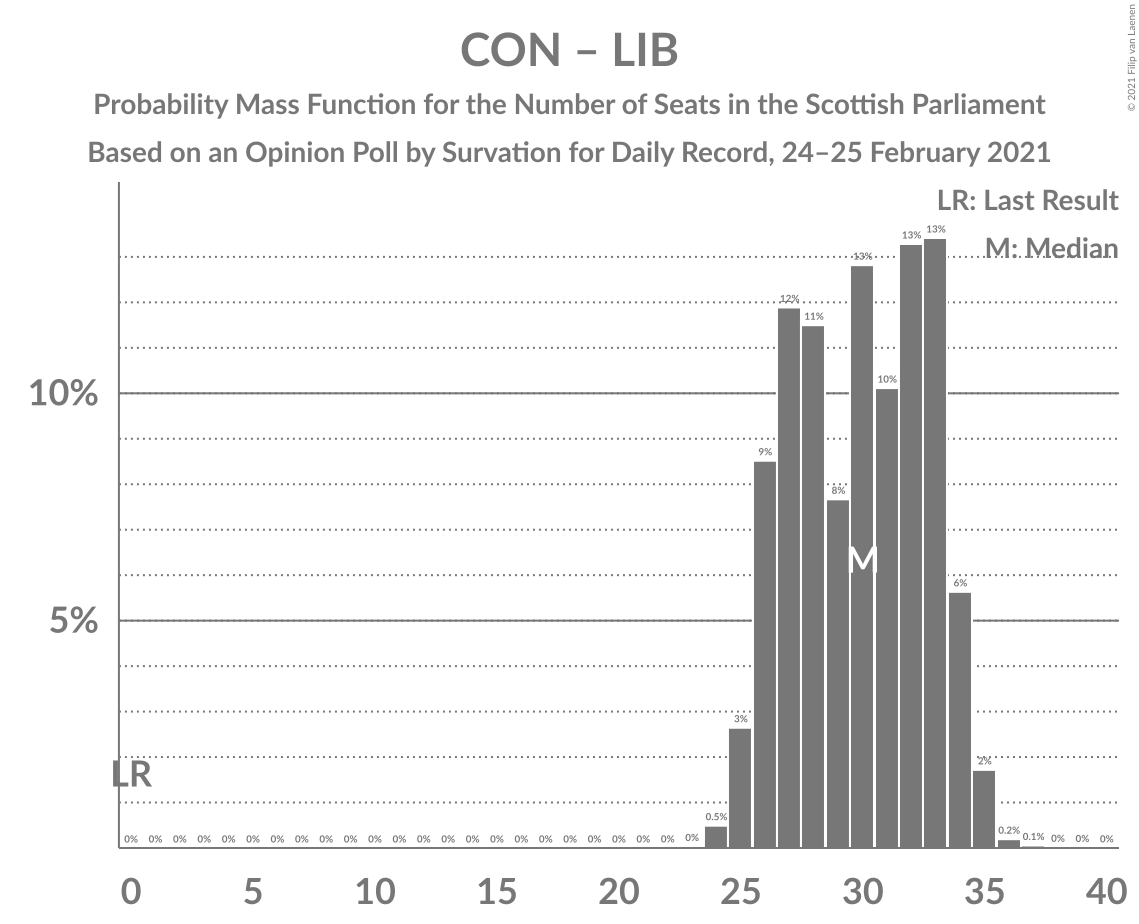 CON – LIB
Probability Mass Function for the Number of Seats in the Scottish Parliament
Based on an Opinion Poll by Survation for Daily Record, 24–25 February 2021
© 2021 Filip van Laenen
LR: Last Result
M: Median
10%
5%
LR
M
0% 0% 0% 0% 0% 0% 0% 0% 0% 0% 0% 0% 0% 0% 0% 0% 0% 0% 0% 0% 0% 0% 0% 0% 0.5% 3% 9% 12% 11% 8% 13% 10% 13% 13% 6% 2% 0.2% 0.1% 0% 0% 0%
0 5 10 15 20 25 30 35 40